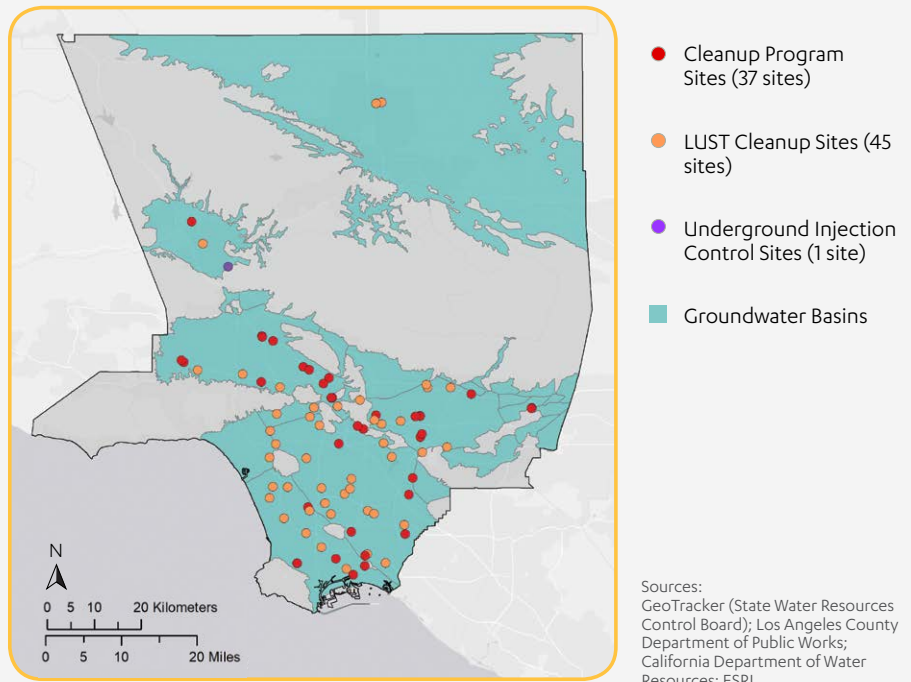 Cleanup Program
Sites (37 sites)
LUST Cleanup Sites (45
sites)
Underground Injection
Control Sites (1 site)
Groundwater Basins
N
0 5 10 20 Kilometers
0 5 10 20 Miles
Sources:
GeoTracker (State Water Resources
Control Board); Los Angeles County
Department of Public Works;
California Department of Water
Resources; ESRI